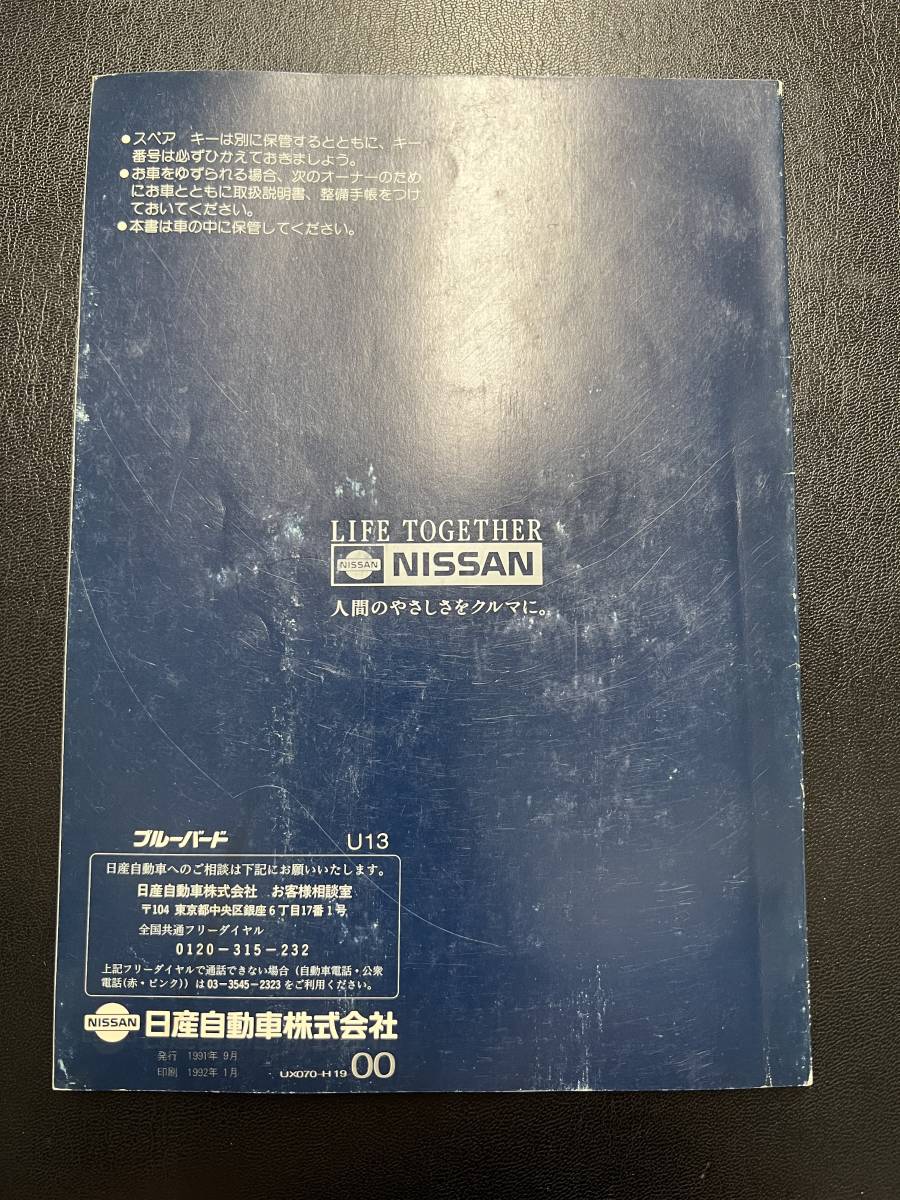 ●スペア　キーは別に保管するとともに、キー
番号は必ずひかえておきましょう。
●お車をゆずられる場合、次のオーナーのため
にお車とともに取扱説明書、整備手帳をつけ
ておいてください。
●本書は車の中に保管してください。
LIFE TOGETHER
NISSAN NISSAN
人間のやさしさをクルマに。
ブルーバード U13
日産自動車へのご相談は下記にお願いいたします。
日産自動車株式会社　お客様相談室
〒104 東京都中央区銀座6丁目17番1号
全国共通フリーダイヤル
0120-315-232
上記フリーダイヤルで通話できない場合（自動車電話・公衆
電話(赤・ピンク)）は03-3545-2323をご利用ください。
NISSAN 日産自動車株式会社
発行 1991年 9月
印刷 1992年 1月 UX070-H19 00